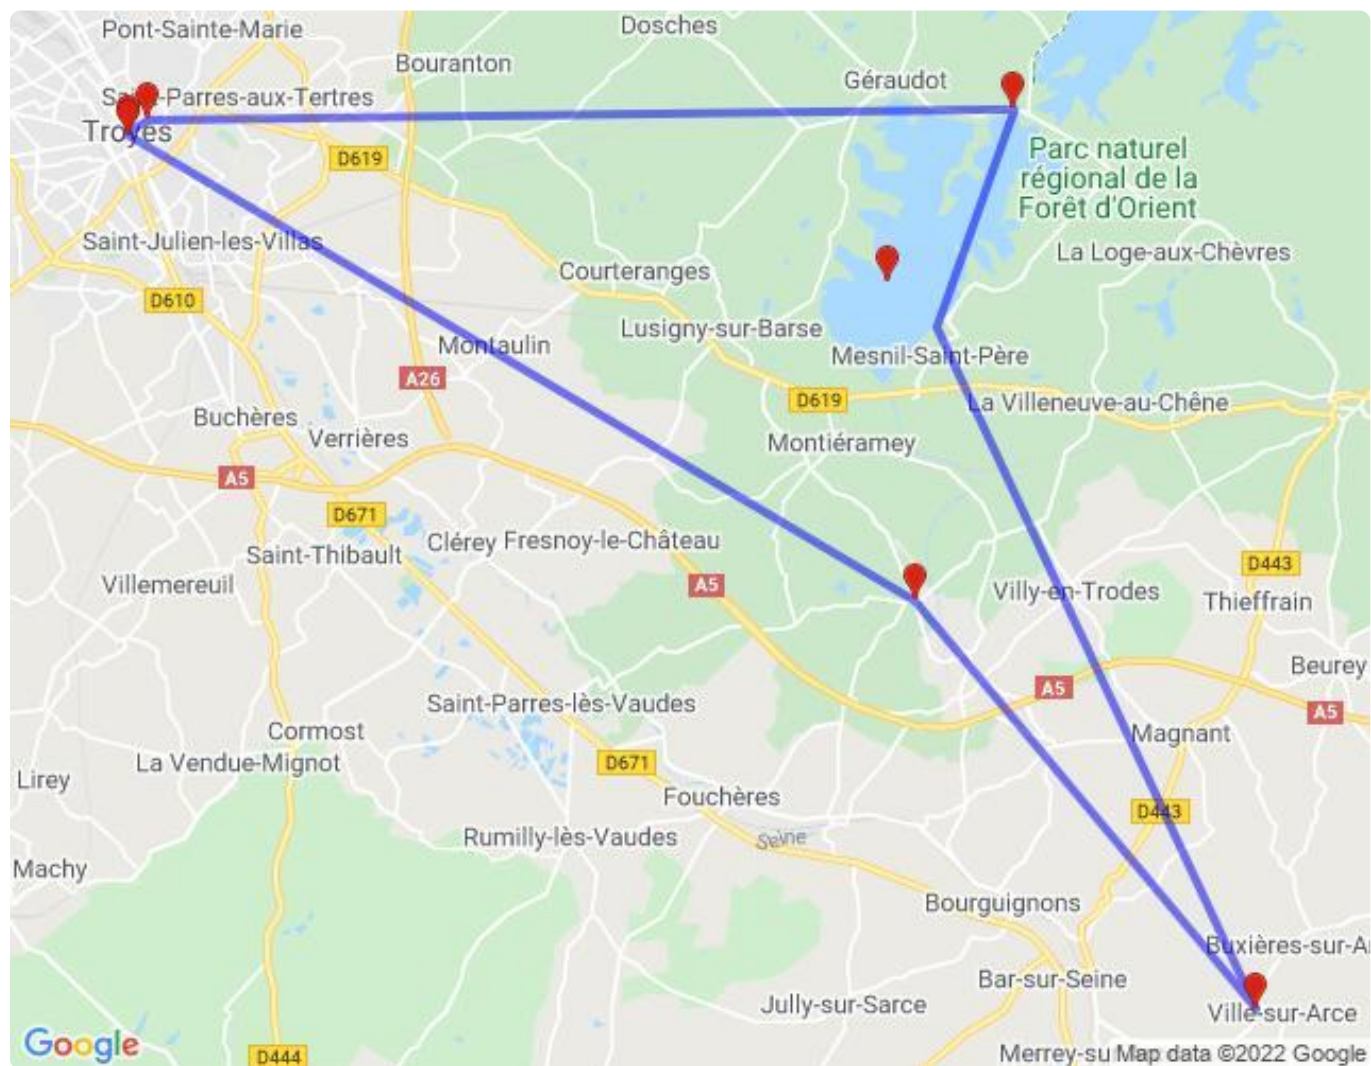 Pont-Sainte-Marie
Dosches
Bouranton
Géraudot
Saint-Parres-aux-Tertres
Troyes
D619
Parc naturel
régional de la
Forêt d'Orient
Saint-Julien-les-Villas
La Loge-aux-Chèvres
Courteranges
D610
Lusigny-sur-Barse
Montaulin
Mesnil-Saint-Père
A26
D619
La Villeneuve-au-Chêne
Buchères
Verrières
Montiéramey
A5
D671
Clérey
Fresnoy-le-Château
Saint-Thibault
D443
Villemereuil
A5
Villy-en-Trodes
Thieffrain
Beurey
A5
Saint-Parres-lès-Vaudes
A5
Cormost
Magnant
La Vendue-Mignot
D671
Lirey
Fouchères
D443
Rumilly-lès-Vaudes
Seine
Machy
Bourguignons
Buxières-sur-A
Bar-sur-Seine
Jully-sur-Sarce
Ville-sur-Arce
Google
D444
Merrey-su
Map data ©2022 Google